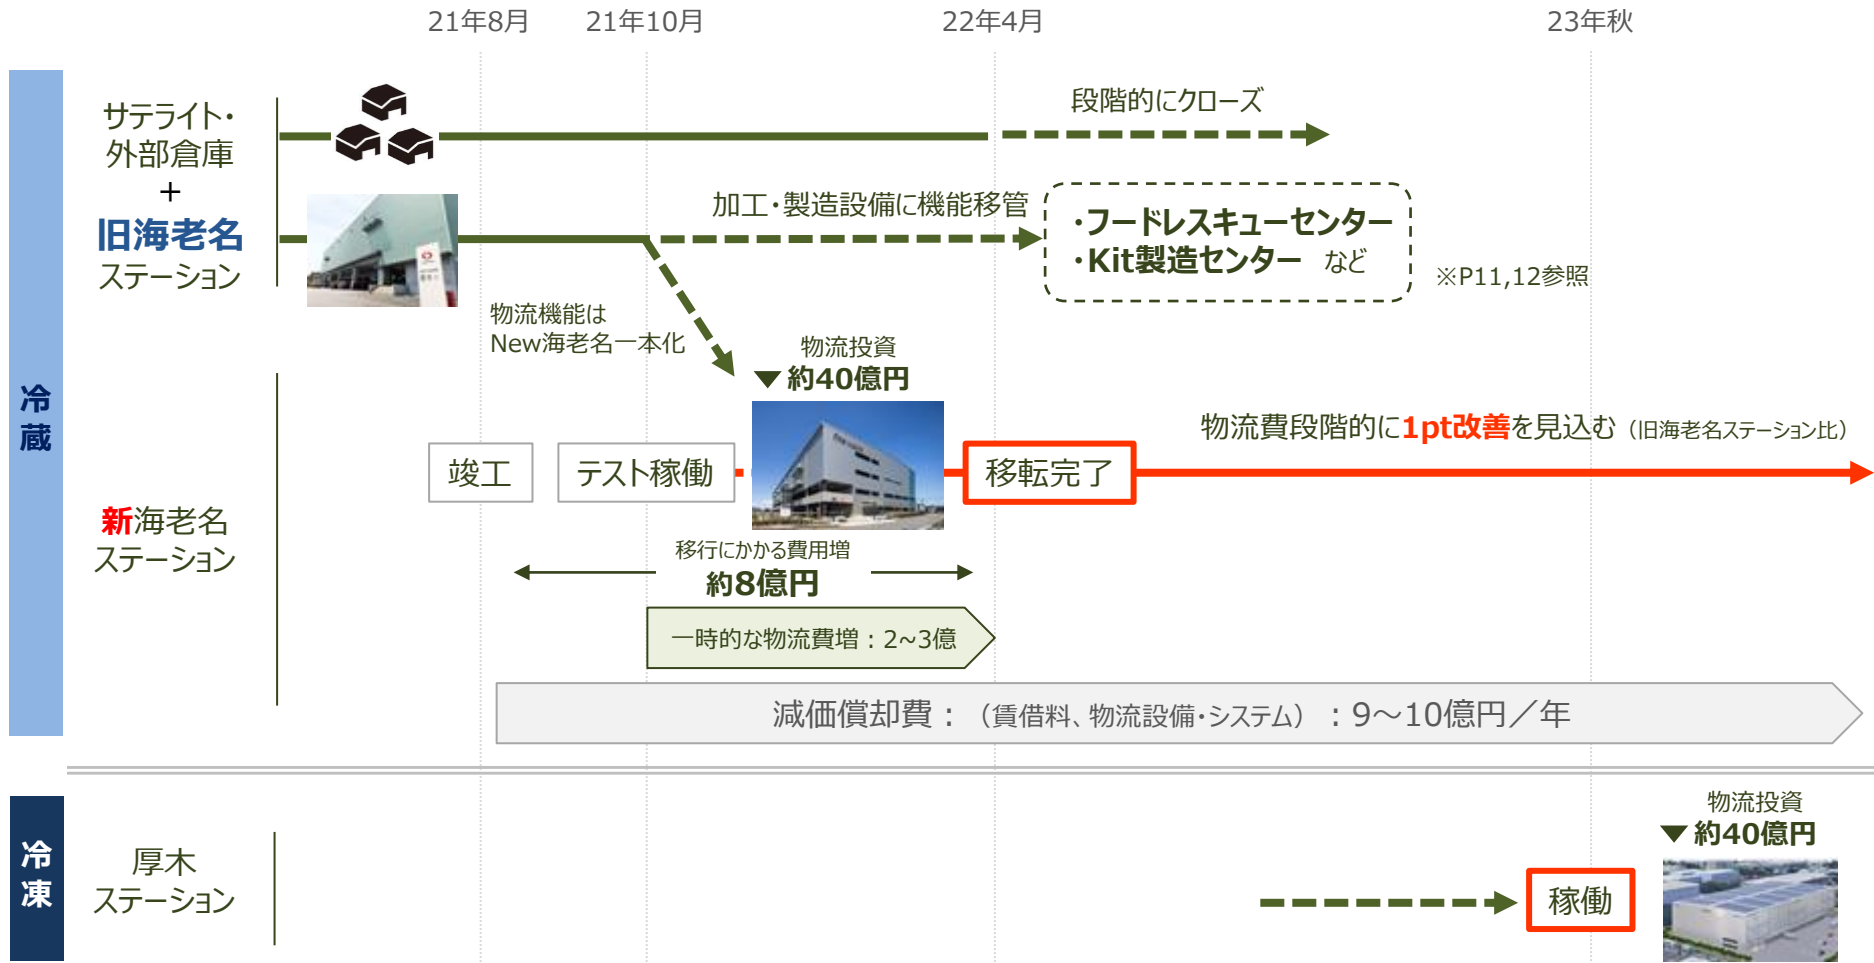 21年8月
21年10月
22年4月
23年秋
冷蔵
サテライト・
外部倉庫
+
旧海老名
ステーション
段階的にクローズ
加工・製造設備に機能移管
・フードレスキューセンター
・Kit製造センター など
※P11,12参照
物流機能は
New海老名一本化
物流投資
▼約40億円
新海老名
ステーション
竣工
テスト稼働
移転完了
物流費段階的に1pt改善を見込む（旧海老名ステーション比）
移行にかかる費用増
約8億円
一時的な物流費増：2~3億
減価償却費：（賃借料、物流設備・システム）：9～10億円／年
冷凍
厚木
ステーション
稼働
物流投資
▼約40億円